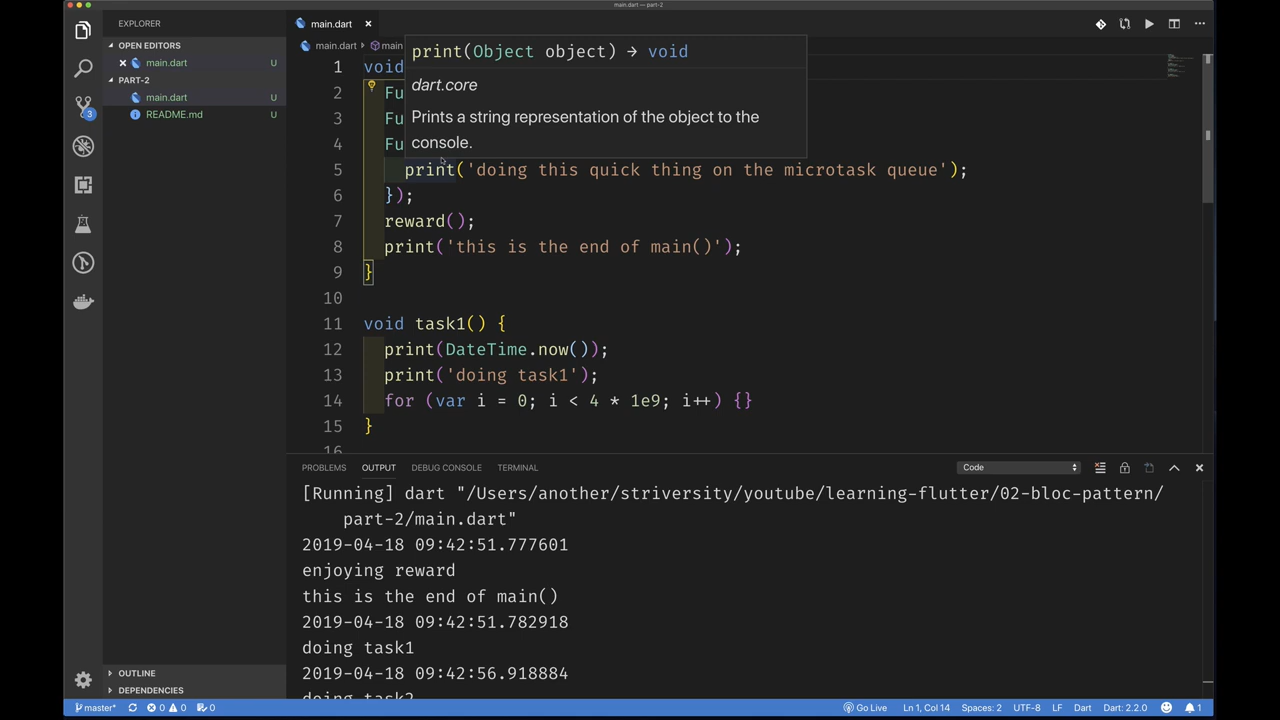 main.dart — part-2
EXPLORER
OPEN EDITORS
main.dart U
PART-2
main.dart U
README.md U
OUTLINE
DEPENDENCIES
3
main.dart
main.dart › main
print(Object object) → void
dart.core
Prints a string representation of the object to the
console.
1 void
2 Fu
3 Fu
4 Fu
5 print('doing this quick thing on the microtask queue');
6 });
7 reward();
8 print('this is the end of main()');
9 }
10
11 void task1() {
12 print(DateTime.now());
13 print('doing task1');
14 for (var i = 0; i < 4 * 1e9; i++) {}
15 }
16
PROBLEMS OUTPUT DEBUG CONSOLE TERMINAL Code
[Running] dart "/Users/another/striversity/youtube/learning-flutter/02-bloc-pattern/
part-2/main.dart"
2019-04-18 09:42:51.777601
enjoying reward
this is the end of main()
2019-04-18 09:42:51.782918
doing task1
2019-04-18 09:42:56.918884
doing task2
master* 0 0 0 Go Live Ln 1, Col 14 Spaces: 2 UTF-8 LF Dart Dart: 2.2.0 1